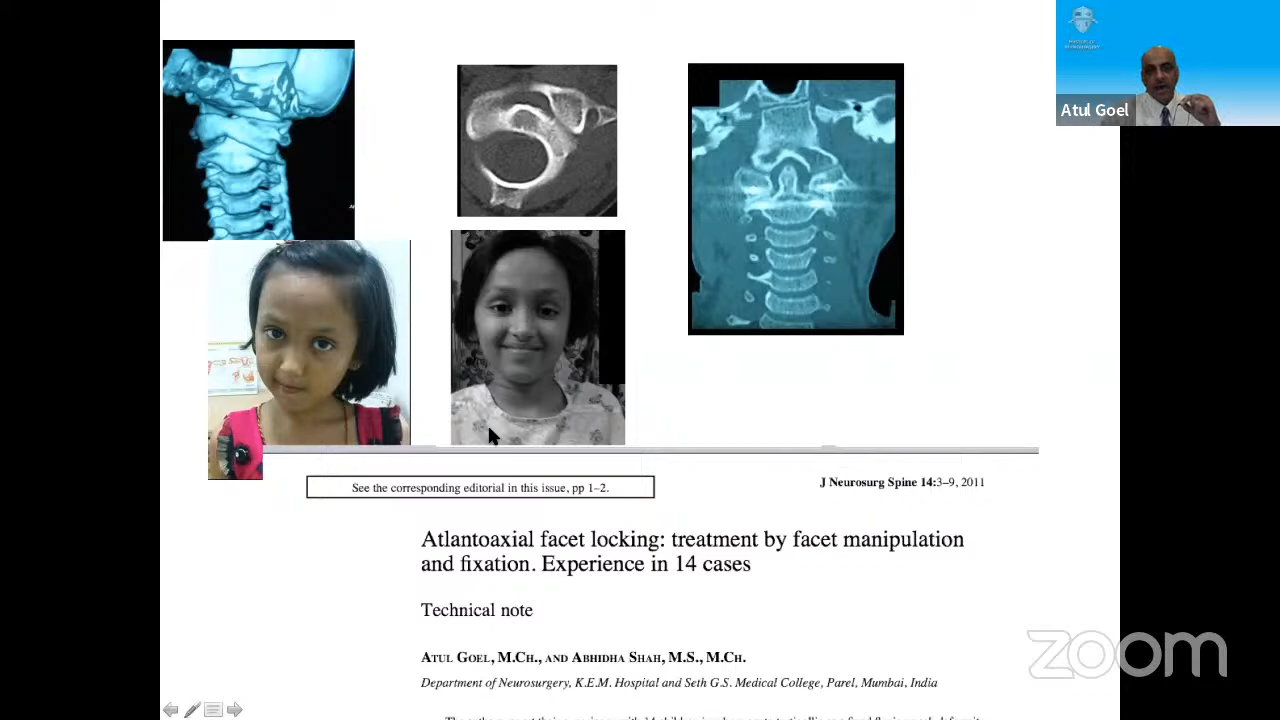 Atul Goel
See the corresponding editorial in this issue, pp 1–2.
J Neurosurg Spine 14:3–9, 2011
Atlantoaxial facet locking: treatment by facet manipulation
and fixation. Experience in 14 cases
Technical note
ATUL GOEL, M.CH., AND ABHIDHA SHAH, M.S., M.CH.
Department of Neurosurgery, K.E.M. Hospital and Seth G.S. Medical College, Parel, Mumbai, India
zoom